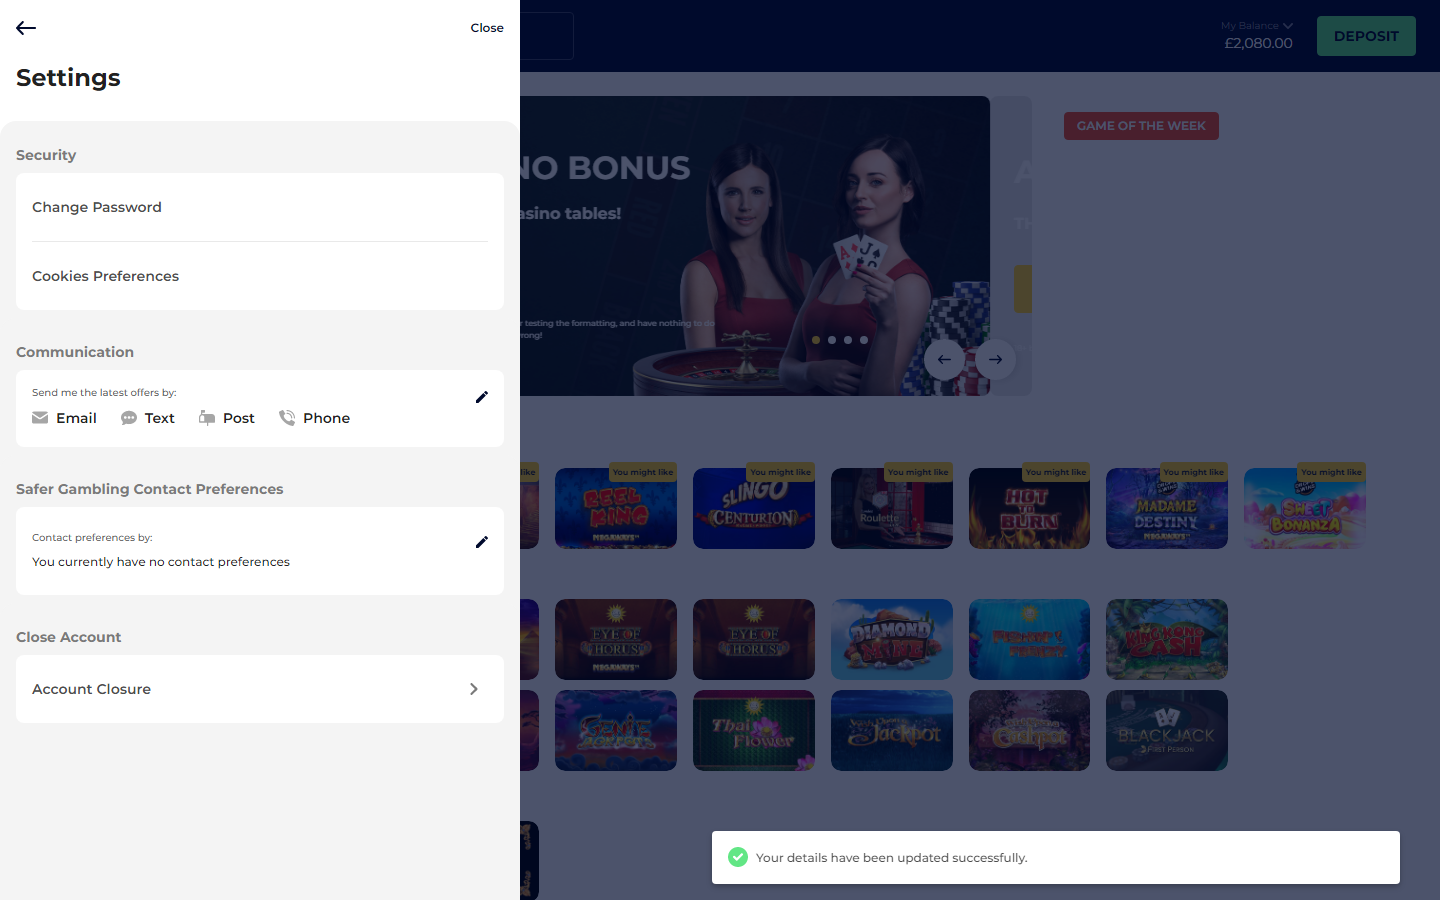 Close
Settings
Security
Change Password
Cookies Preferences
Communication
Send me the latest offers by:
Email Text Post Phone
Safer Gambling Contact Preferences
Contact preferences by:
You currently have no contact preferences
Close Account
Account Closure
My Balance
£2,080.00
DEPOSIT
NO BONUS
asino tables!
r testing the formatting, and have nothing to do
rong!
GAME OF THE WEEK
You might like
REEL KING
MEGAWAYS
You might like
SLINGO
CENTURION
You might like
Roulette
You might like
HOT TO BURN
You might like
MADAME DESTINY
MEGAWAYS
You might like
SWEET BONANZA
EYE OF HORUS
MEGAWAYS
EYE OF HORUS
DIAMOND MINE
FISHIN' FRENZY
KING KONG CASH
GENIE JACKPOTS
Thai Flower
Jackpot
BLACKJACK
FIRST PERSON
Your details have been updated successfully.